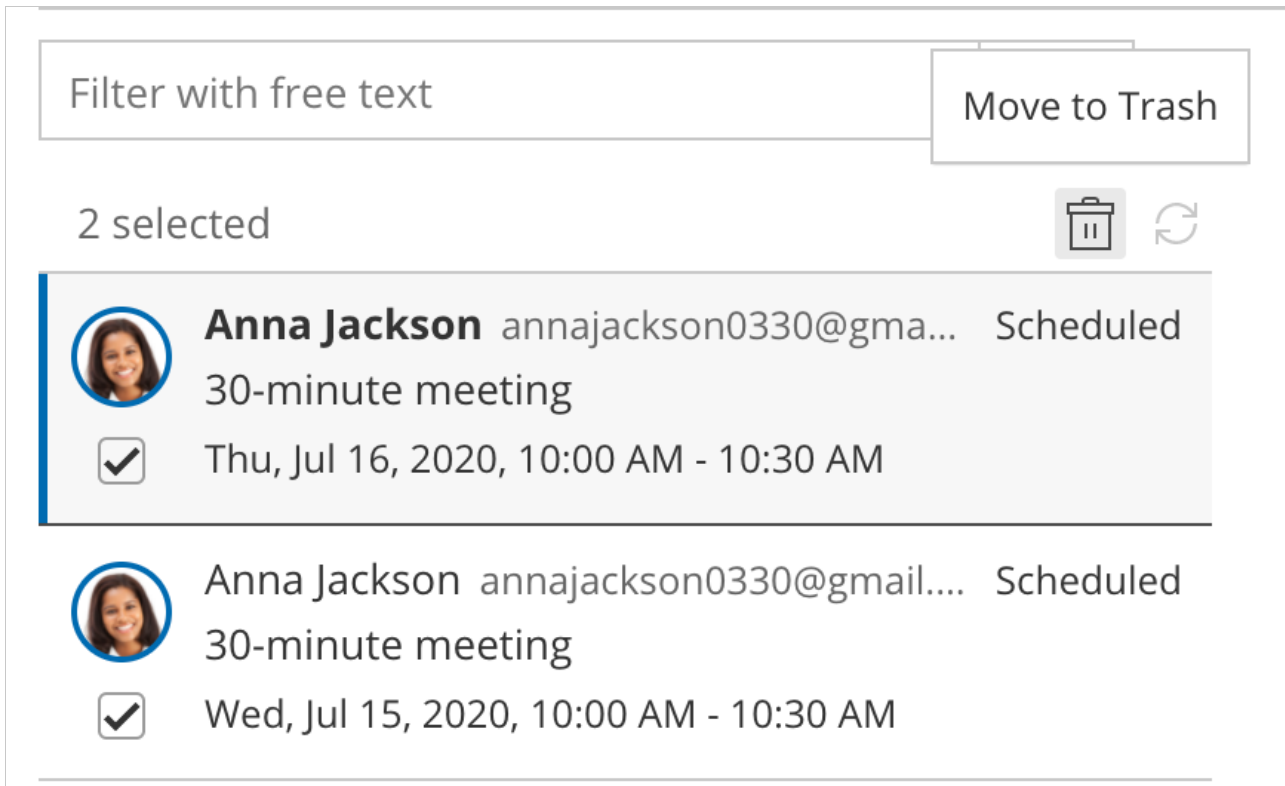 Filter with free text
Move to Trash
2 selected
Anna Jackson annajackson0330@gma... Scheduled
30-minute meeting
Thu, Jul 16, 2020, 10:00 AM - 10:30 AM
Anna Jackson annajackson0330@gmail.... Scheduled
30-minute meeting
Wed, Jul 15, 2020, 10:00 AM - 10:30 AM